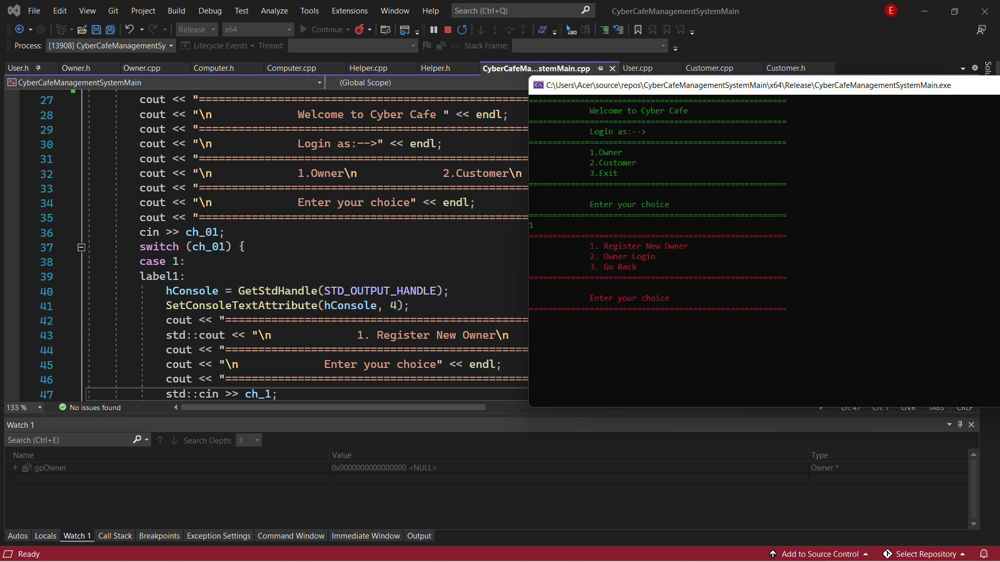 File Edit View Git Project Build Debug Test Analyze Tools Extensions Window Help Search (Ctrl+Q) CyberCafeManagementSystemMain E
Release x64 Continue
Process: [13908] CyberCafeManagementSy Lifecycle Events Thread: Stack Frame:
User.h Owner.h Owner.cpp Computer.h Computer.cpp Helper.cpp Helper.h CyberCafeMa...stemMain.cpp User.cpp Customer.cpp Customer.h
CyberCafeManagementSystemMain (Global Scope)
27 cout << "==================================================
28 cout << "\n             Welcome to Cyber Cafe " << endl;
29 cout << "==================================================
30 cout << "\n             Login as:-->" << endl;
31 cout << "==================================================
32 cout << "\n             1.Owner\n             2.Customer\n
33 cout << "==================================================
34 cout << "\n             Enter your choice" << endl;
35 cout << "==================================================
36 cin >> ch_01;
37 switch (ch_01) {
38 case 1:
39 label1:
40 hConsole = GetStdHandle(STD_OUTPUT_HANDLE);
41 SetConsoleTextAttribute(hConsole, 4);
42 cout << "==============================================
43 std::cout << "\n             1. Register New Owner\n
44 cout << "==============================================
45 cout << "\n             Enter your choice" << endl;
46 cout << "==============================================
47 std::cin >> ch_1;
C:\Users\Acer\source\repos\CyberCafeManagementSystemMain\x64\Release\CyberCafeManagementSystemMain.exe
=======================================================
Welcome to Cyber Cafe
=======================================================
Login as:-->
=======================================================
1.Owner
2.Customer
3.Exit
=======================================================
Enter your choice
=======================================================
1
=======================================================
1. Register New Owner
2. Owner Login
3. Go Back
=======================================================
Enter your choice
=======================================================
133 % No issues found Ln: 47 Ch: 1 OVR TABS CRLF
Watch 1
Search (Ctrl+E) Search Depth: 3
Name Value Type
gpOwner 0x0000000000000000 <NULL> Owner *
Autos Locals Watch 1 Call Stack Breakpoints Exception Settings Command Window Immediate Window Output
Ready Add to Source Control Select Repository